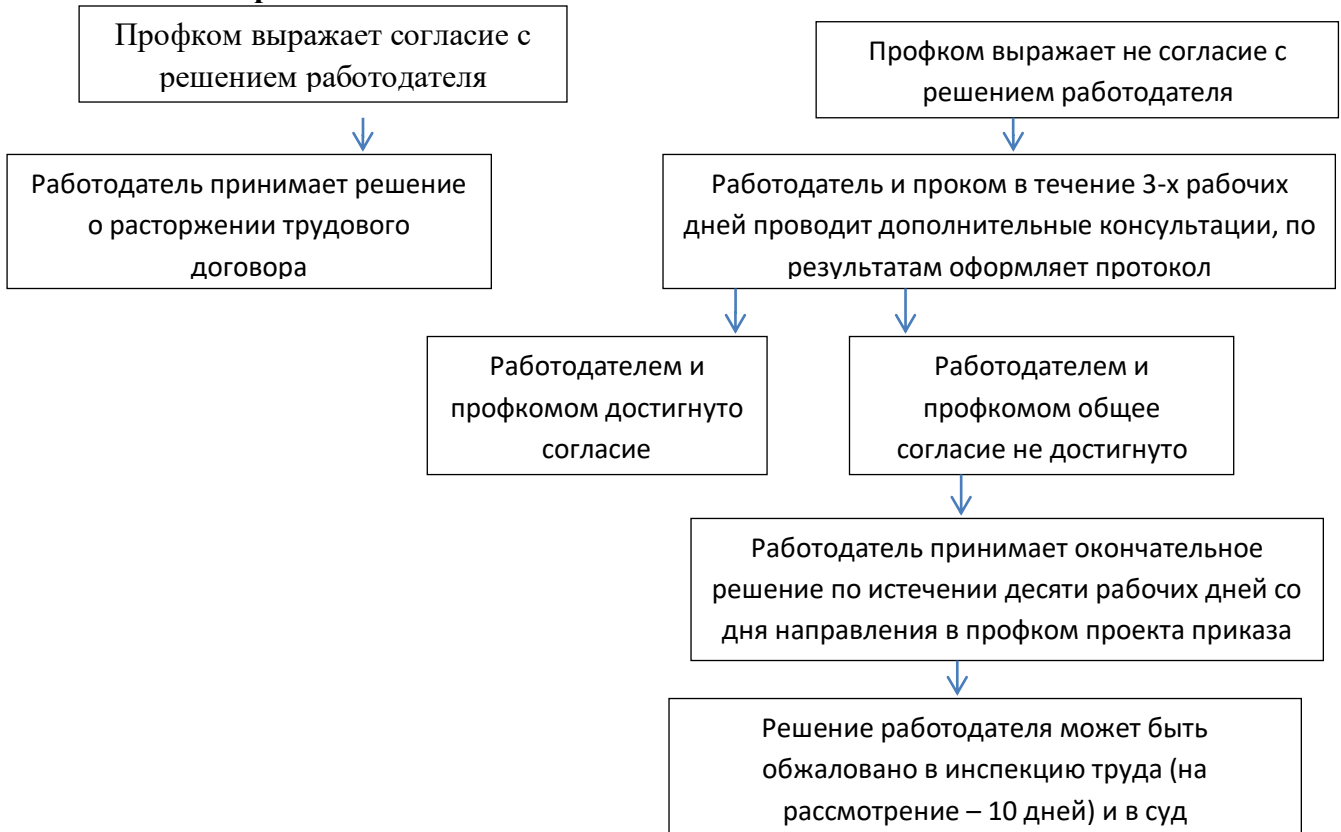 Профком выражает согласие с
решением работодателя
Профком выражает не согласие с
решением работодателя
Работодатель принимает решение
о расторжении трудового
договора
Работодатель и проком в течение 3-х рабочих
дней проводит дополнительные консультации, по
результатам оформляет протокол
Работодателем и
профкомом достигнуто
согласие
Работодателем и
профкомом общее
согласие не достигнуто
Работодатель принимает окончательное
решение по истечении десяти рабочих дней со
дня направления в профком проекта приказа
Решение работодателя может быть
обжаловано в инспекцию труда (на
рассмотрение – 10 дней) и в суд